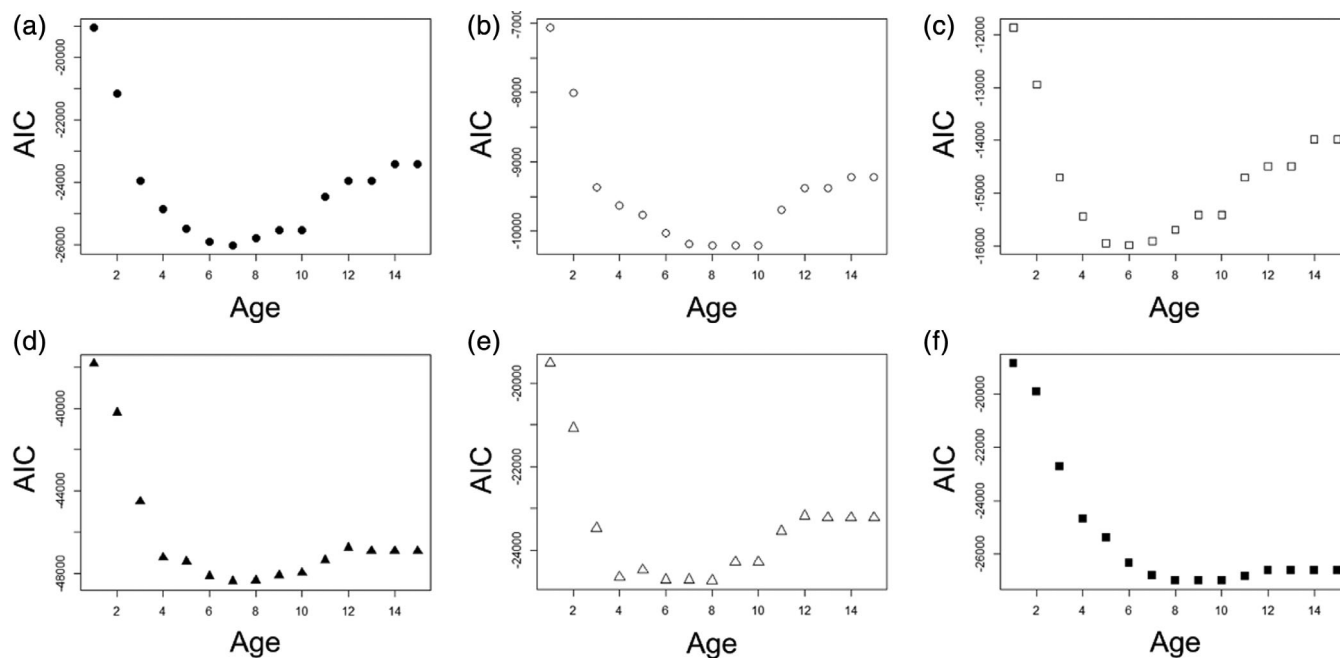 (a)
AIC
-20000
-22000
-24000
-26000
2 4 6 8 10 12 14
Age
(b)
AIC
-7000
-8000
-9000
-10000
2 4 6 8 10 12 14
Age
(c)
AIC
-12000
-13000
-14000
-15000
-16000
2 4 6 8 10 12 14
Age
(d)
AIC
-40000
-44000
-48000
2 4 6 8 10 12 14
Age
(e)
AIC
-20000
-22000
-24000
2 4 6 8 10 12 14
Age
(f)
AIC
-20000
-22000
-24000
-26000
2 4 6 8 10 12 14
Age